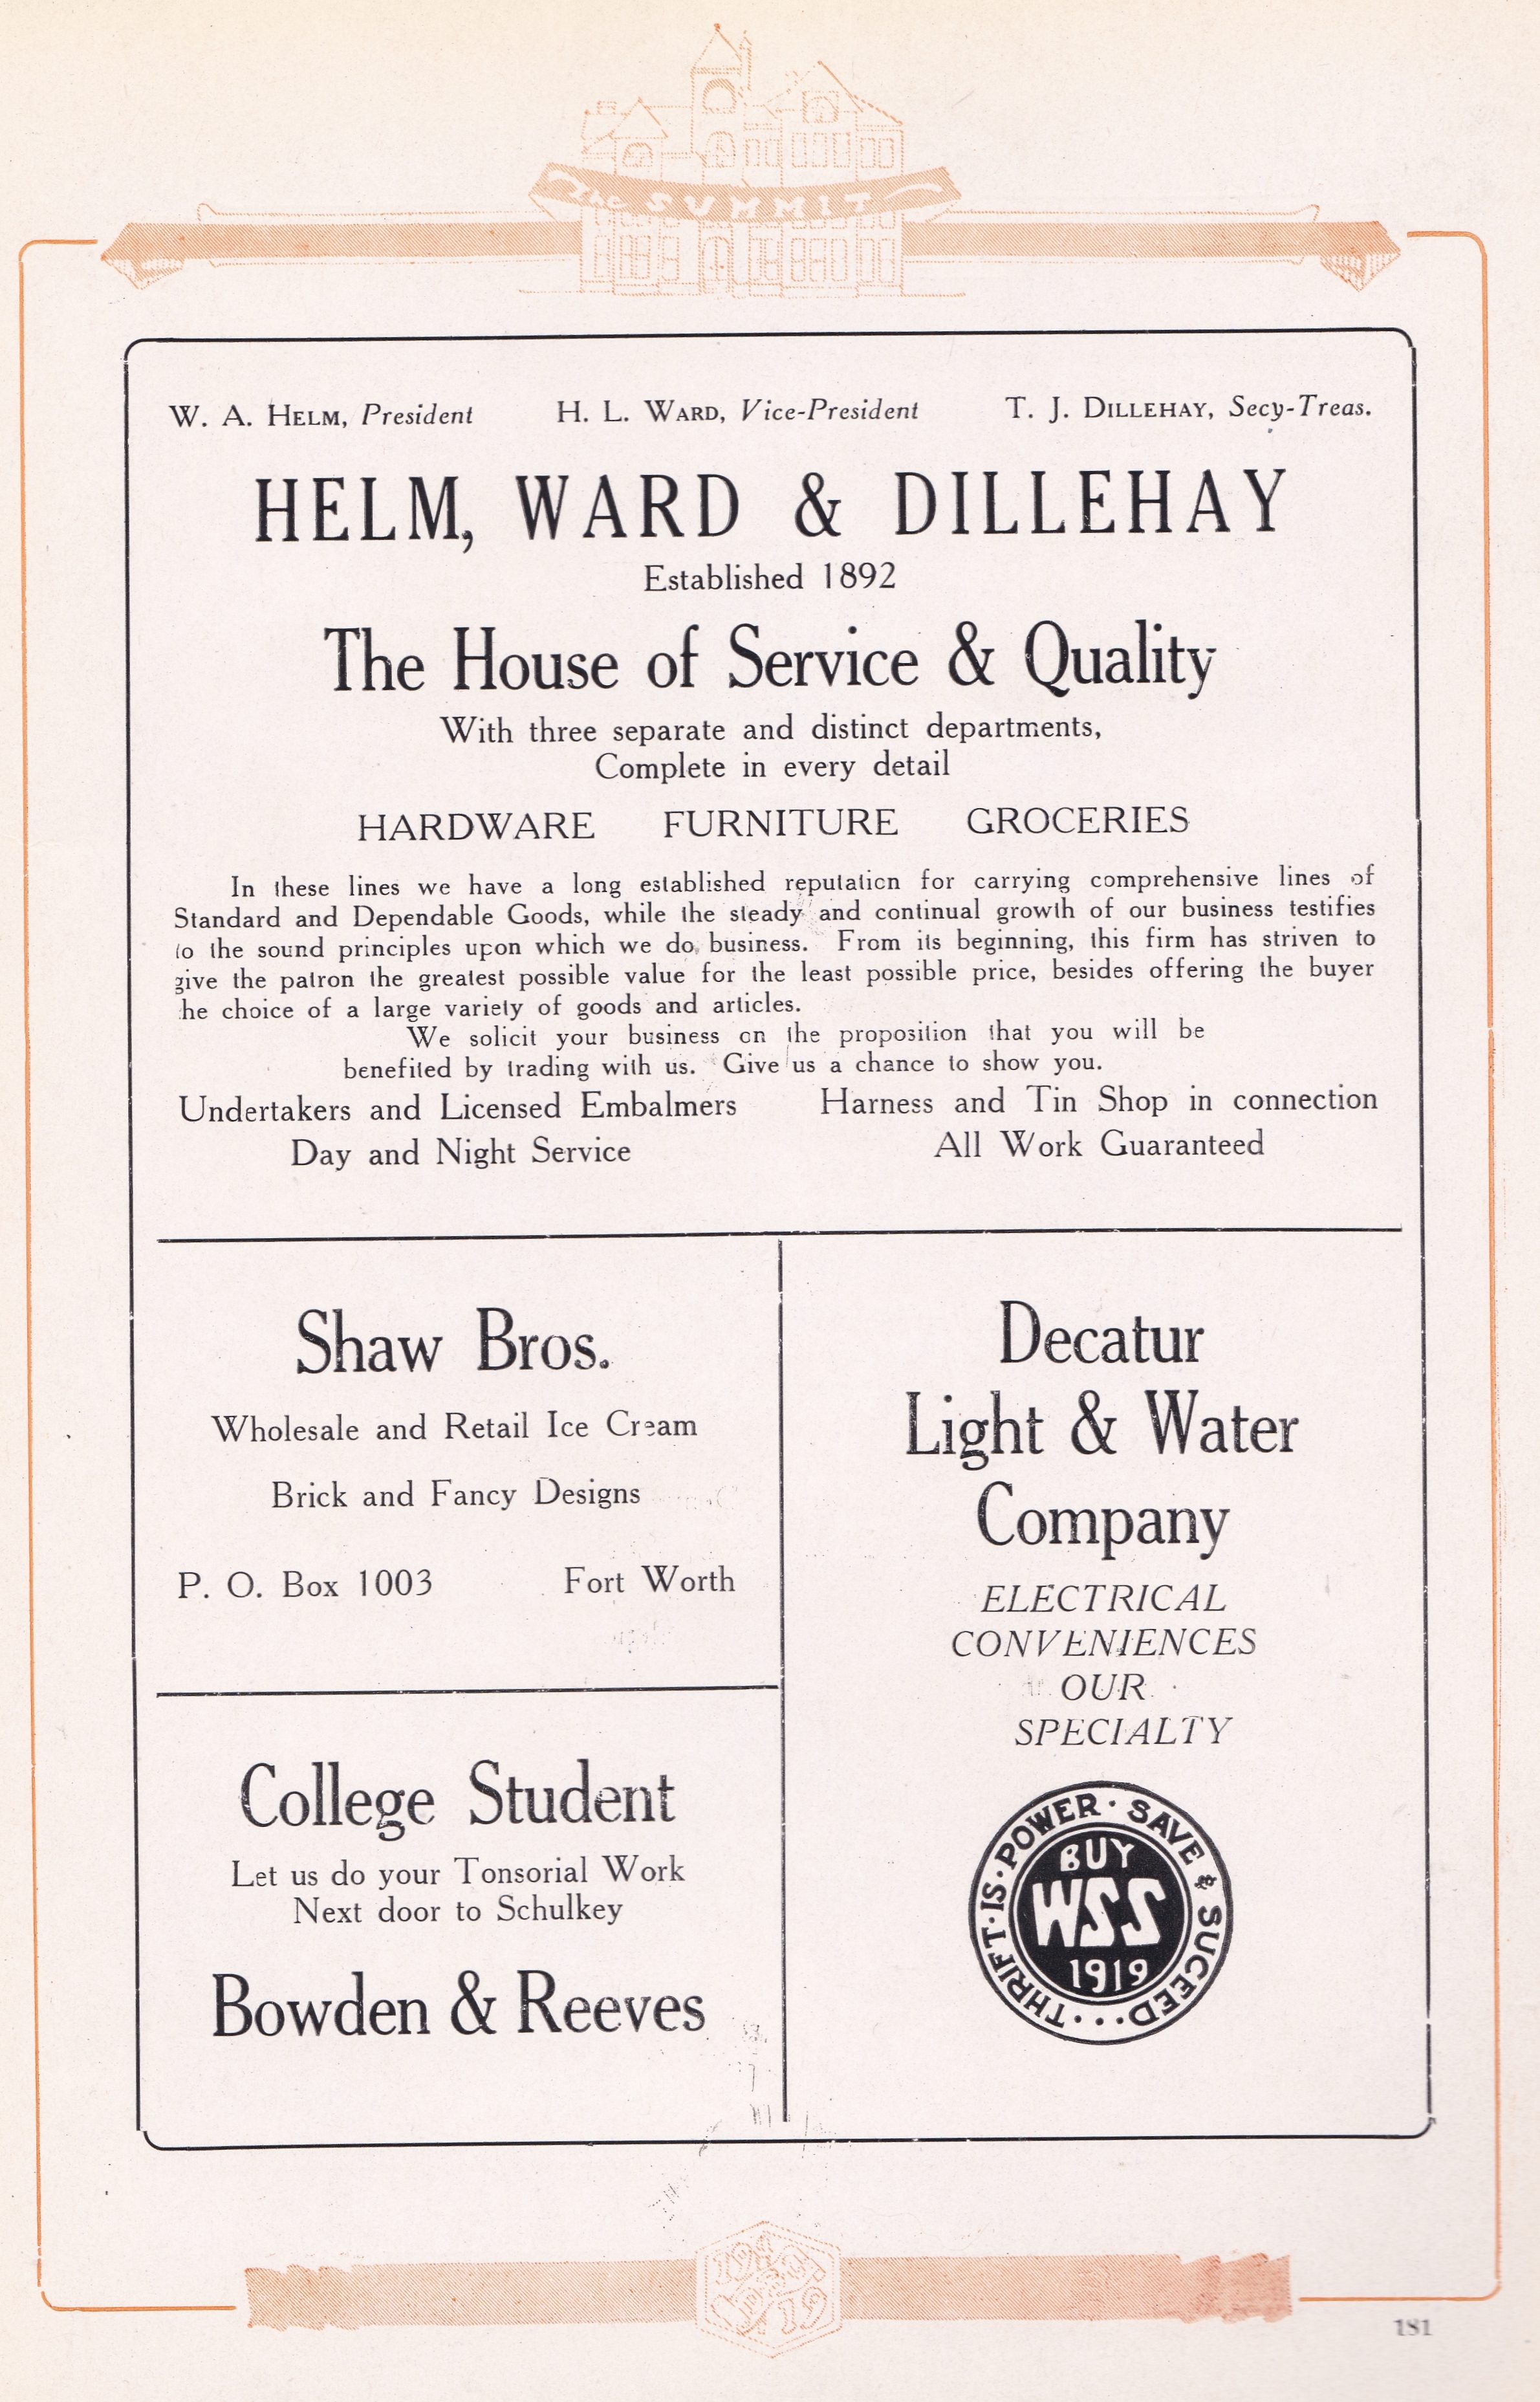 The SUMMIT
W. A. HELM, President H. L. WARD, Vice-President T. J. DILLEHAY, Secy-Treas.
HELM, WARD & DILLEHAY
Established 1892
The House of Service & Quality
With three separate and distinct departments,
Complete in every detail
HARDWARE FURNITURE GROCERIES
In these lines we have a long established reputation for carrying comprehensive lines of
Standard and Dependable Goods, while the steady and continual growth of our business testifies
to the sound principles upon which we do business. From its beginning, this firm has striven to
give the patron the greatest possible value for the least possible price, besides offering the buyer
he choice of a large variety of goods and articles.
We solicit your business on the proposition that you will be
benefited by trading with us. Give us a chance to show you.
Undertakers and Licensed Embalmers
Day and Night Service
Harness and Tin Shop in connection
All Work Guaranteed
Shaw Bros.
Wholesale and Retail Ice Cream
Brick and Fancy Designs
P. O. Box 1003 Fort Worth
College Student
Let us do your Tonsorial Work
Next door to Schulkey
Bowden & Reeves
Decatur
Light & Water
Company
ELECTRICAL
CONVENIENCES
OUR
SPECIALTY
THRIFT·IS·POWER·SAVE & SUCEED···
BUY
WSS
1919
19
19
181